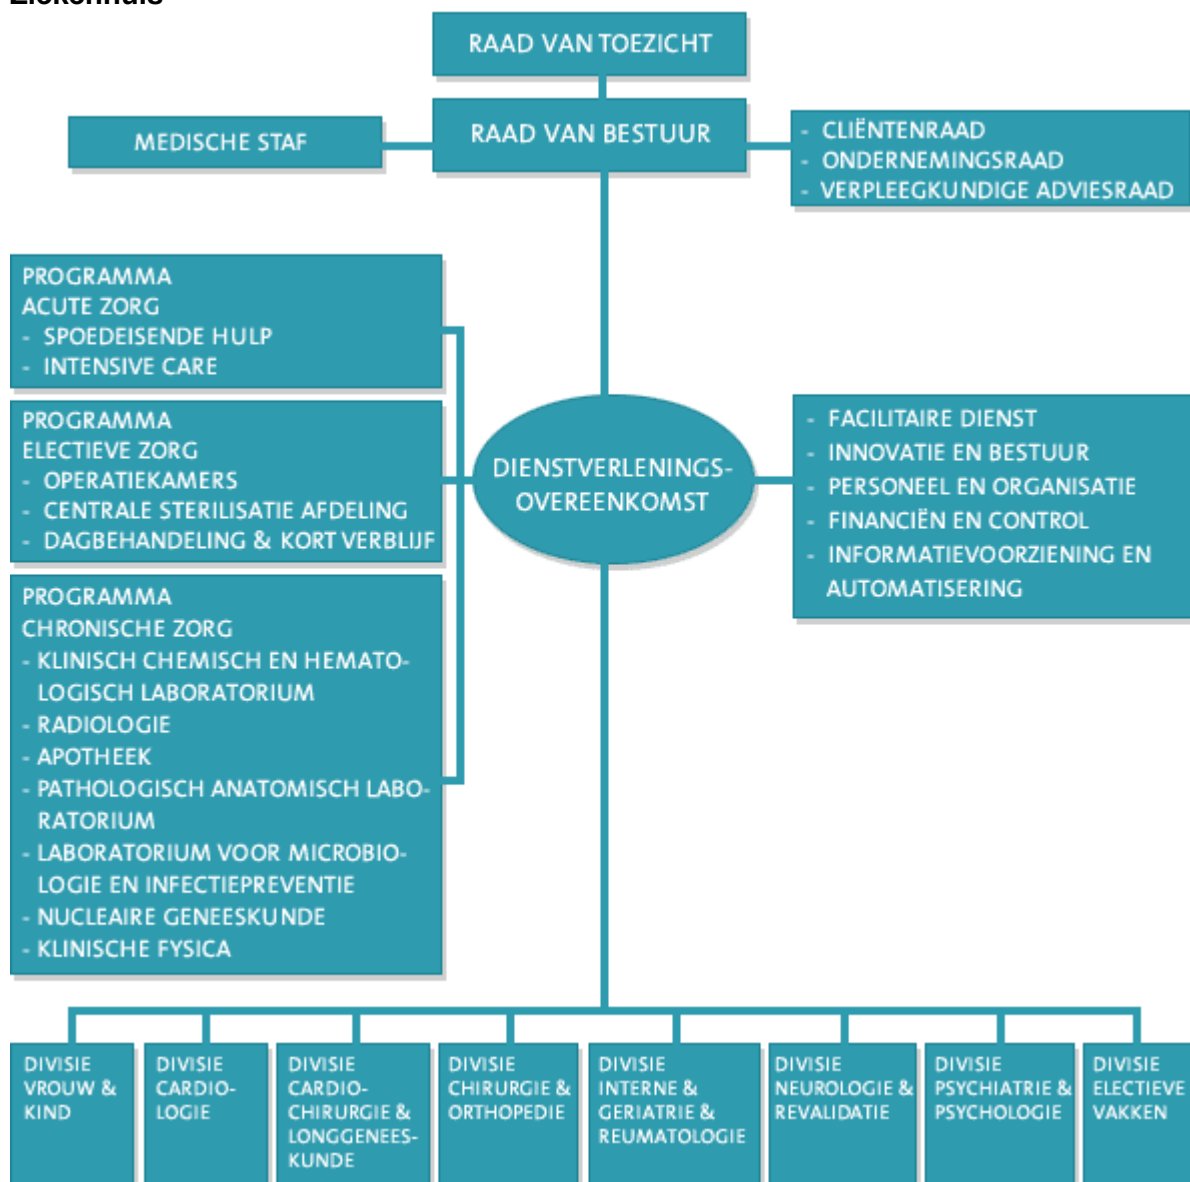 Ziekenhuis
RAAD VAN TOEZICHT
RAAD VAN BESTUUR
MEDISCHE STAF
- CLIËNTENRAAD
- ONDERNEMINGSRAAD
- VERPLEEGKUNDIGE ADVIESRAAD
PROGRAMMA
ACUTE ZORG
- SPOEDEISENDE HULP
- INTENSIVE CARE
PROGRAMMA
ELECTIEVE ZORG
- OPERATIEKAMERS
- CENTRALE STERILISATIE AFDELING
- DAGBEHANDELING & KORT VERBLIJF
PROGRAMMA
CHRONISCHE ZORG
- KLINISCH CHEMISCH EN HEMATO-
LOGISCH LABORATORIUM
- RADIOLOGIE
- APOTHEEK
- PATHOLOGISCH ANATOMISCH LABO-
RATORIUM
- LABORATORIUM VOOR MICROBIO-
LOGIE EN INFECTIEPREVENTIE
- NUCLEAIRE GENEESKUNDE
- KLINISCHE FYSICA
DIENSTVERLENINGS-
OVEREENKOMST
- FACILITAIRE DIENST
- INNOVATIE EN BESTUUR
- PERSONEEL EN ORGANISATIE
- FINANCIËN EN CONTROL
- INFORMATIEVOORZIENING EN
AUTOMATISERING
DIVISIE
VROUW &
KIND
DIVISIE
CARDIO-
LOGIE
DIVISIE
CARDIO-
CHIRURGIE &
LONGGENEES-
KUNDE
DIVISIE
CHIRURGIE &
ORTHOPEDIE
DIVISIE
INTERNE &
GERIATRIE &
REUMATOLOGIE
DIVISIE
NEUROLOGIE &
REVALIDATIE
DIVISIE
PSYCHIATRIE &
PSYCHOLOGIE
DIVISIE
ELECTIEVE
VAKKEN